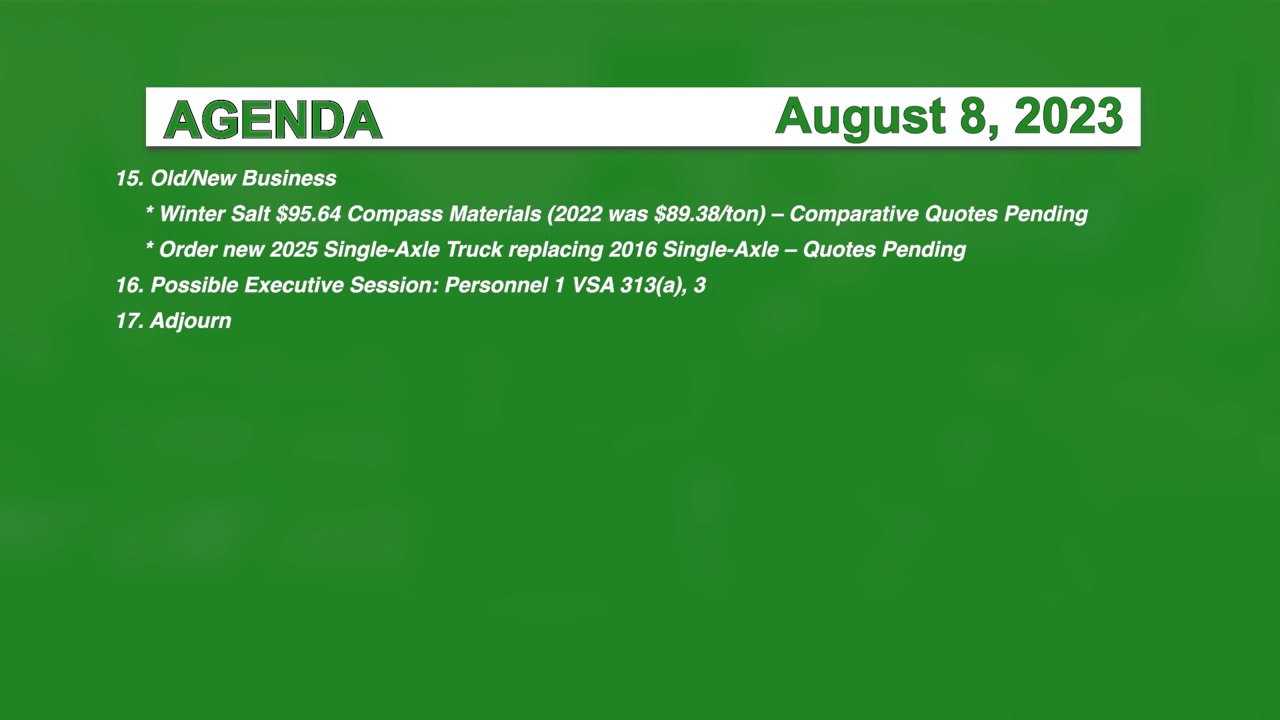 AGENDA August 8, 2023
15. Old/New Business
* Winter Salt $95.64 Compass Materials (2022 was $89.38/ton) – Comparative Quotes Pending
* Order new 2025 Single-Axle Truck replacing 2016 Single-Axle – Quotes Pending
16. Possible Executive Session: Personnel 1 VSA 313(a), 3
17. Adjourn